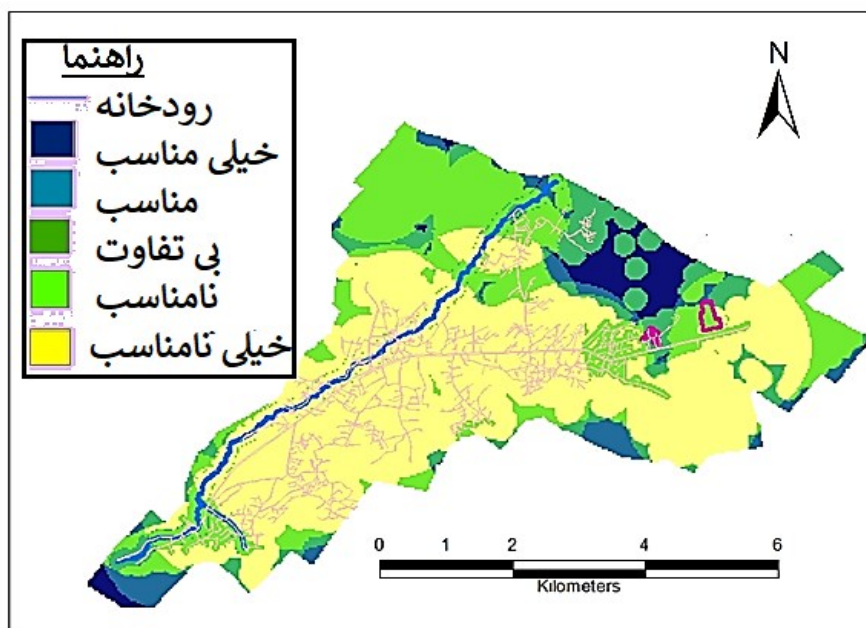 راهنما
رودخانه
خیلی مناسب
مناسب
بی تفاوت
نامناسب
خیلی نامناسب
N
0 1 2 4 6
Kilometers